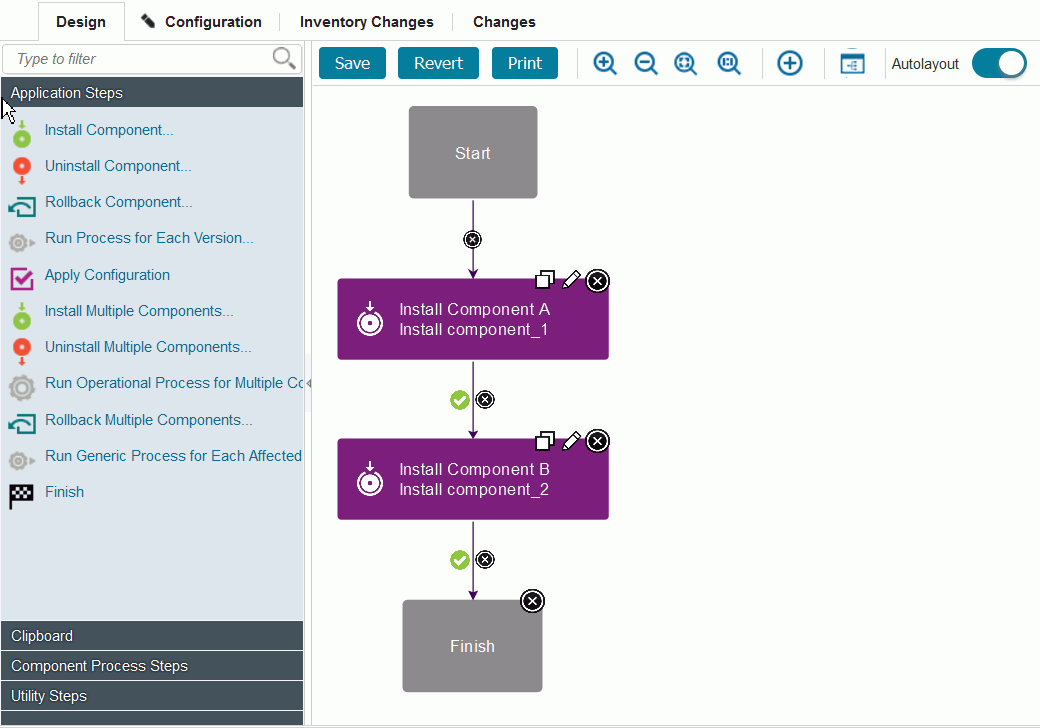 Design
Configuration
Inventory Changes
Changes
Type to filter
Save
Revert
Print
Autolayout
Application Steps
Install Component...
Uninstall Component...
Rollback Component...
Run Process for Each Version...
Apply Configuration
Install Multiple Components...
Uninstall Multiple Components...
Run Operational Process for Multiple Co
Rollback Multiple Components...
Run Generic Process for Each Affected
Finish
Clipboard
Component Process Steps
Utility Steps
Start
Install Component A
Install component_1
Install Component B
Install component_2
Finish